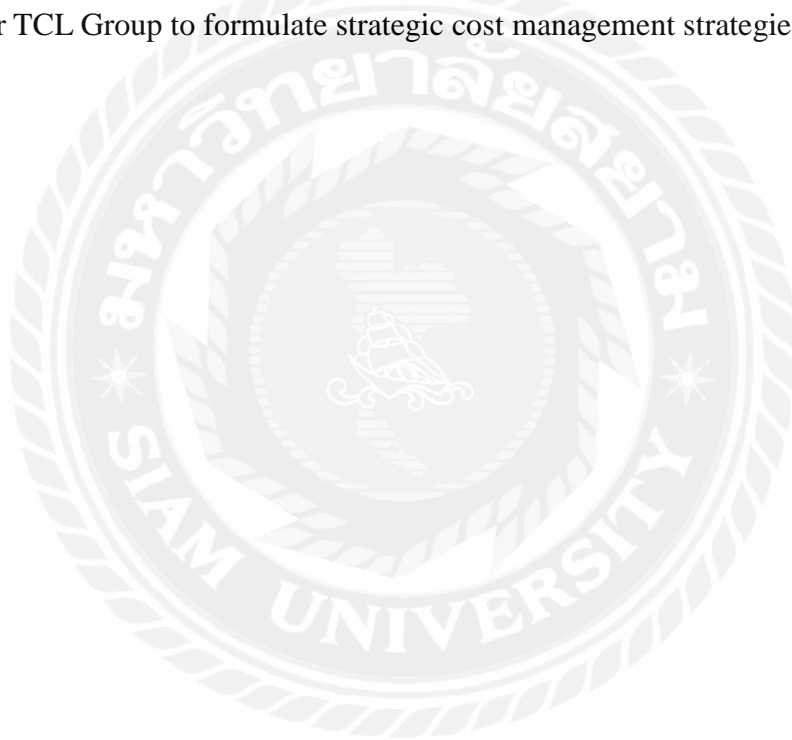 r TCL Group to formulate strategic cost management strategie
มหาวิทยาลัยสยาม
SIAM UNIVERSITY